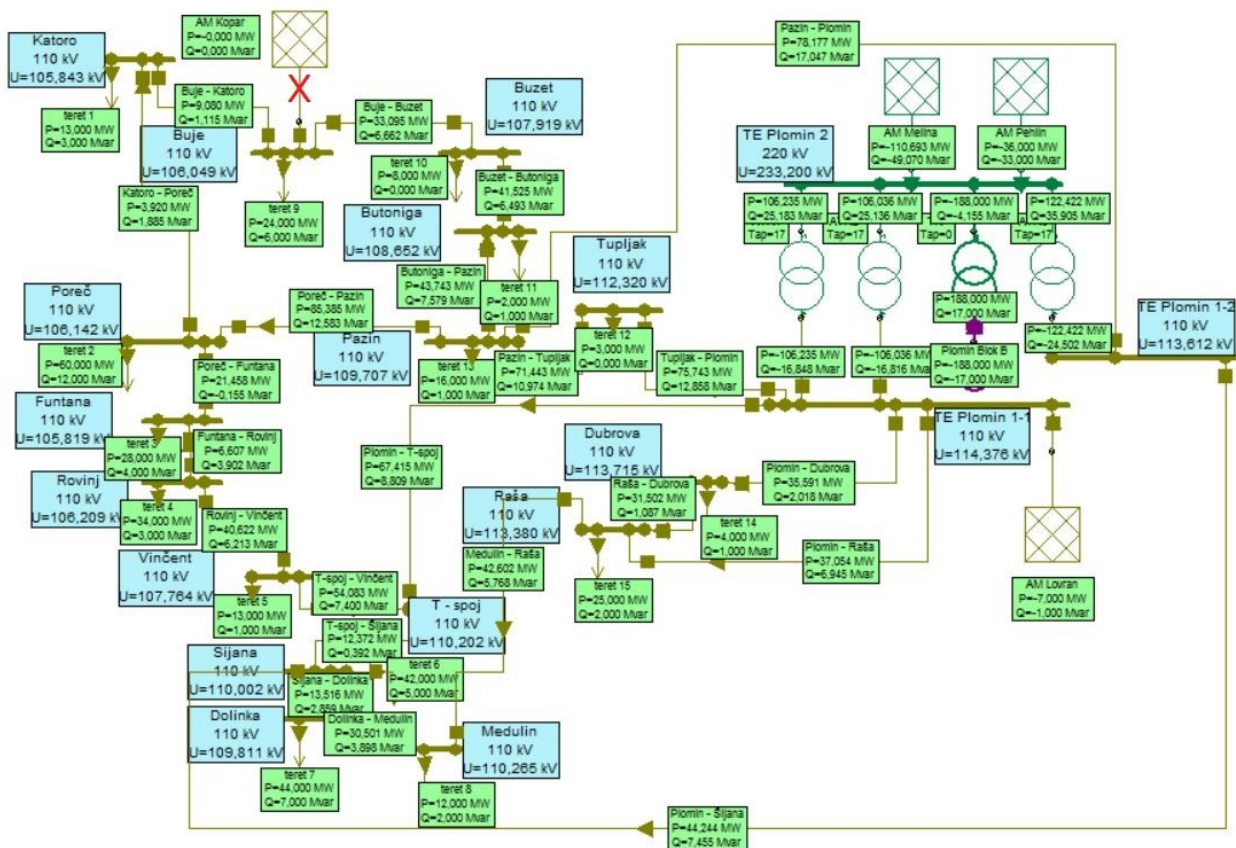 AM Kopar
P=-0,000 MW
Q=0,000 Mvar
Katoro
110 kV
U=105,843 kV
Pazin - Plomin
P=78,177 MW
Q=17,047 Mvar
Buje - Katoro
P=9,080 MW
Q=1,115 Mvar
X
Buje - Buzet
P=33,095 MW
Q=6,662 Mvar
Buzet
110 kV
U=107,919 kV
teret 1
P=13,000 MW
Q=3,000 Mvar
Buje
110 kV
U=106,049 kV
AM Melina
P=-110,693 MW
Q=-49,070 Mvar
AM Pehlin
P=-36,000 MW
Q=-33,000 Mvar
TE Plomin 2
220 kV
U=233,200 kV
teret 10
P=8,000 MW
Q=0,000 Mvar
Buzet - Butoniga
P=41,525 MW
Q=6,493 Mvar
Katoro - Poreč
P=3,920 MW
Q=1,885 Mvar
teret 9
P=24,000 MW
Q=6,000 Mvar
Butoniga
110 kV
U=108,652 kV
P=106,235 MW
Q=25,183 Mvar
P=106,036 MW
Q=25,136 Mvar
P=-188,000 MW
Q=-4,155 Mvar
P=122,422 MW
Q=35,905 Mvar
Tap=17
Tap=17
Tap=0
Tap=17
Tupljak
110 kV
U=112,320 kV
Butoniga - Pazin
P=43,743 MW
Q=7,579 Mvar
teret 11
P=2,000 MW
Q=1,000 Mvar
Poreč
110 kV
U=106,142 kV
Poreč - Pazin
P=85,385 MW
Q=12,583 Mvar
P=188,000 MW
Q=17,000 Mvar
TE Plomin 1-2
110 kV
U=113,612 kV
Pazin
110 kV
U=109,707 kV
teret 12
P=3,000 MW
Q=0,000 Mvar
P=-122,422 MW
Q=-24,502 Mvar
teret 2
P=60,000 MW
Q=12,000 Mvar
Poreč - Funtana
P=21,458 MW
Q=-0,155 Mvar
teret 13
P=16,000 MW
Q=1,000 Mvar
Pazin - Tupljak
P=71,443 MW
Q=10,974 Mvar
Tupljak - Plomin
P=75,743 MW
Q=12,858 Mvar
P=-106,235 MW
Q=-16,848 Mvar
P=-106,036 MW
Q=-16,816 Mvar
Plomin Blok B
P=-188,000 MW
Q=-17,000 Mvar
Funtana
110 kV
U=105,819 kV
TE Plomin 1-1
110 kV
U=114,376 kV
teret 3
P=28,000 MW
Q=4,000 Mvar
Funtana - Rovinj
P=6,607 MW
Q=3,902 Mvar
Plomin - T-spoj
P=67,415 MW
Q=8,809 Mvar
Dubrova
110 kV
U=113,715 kV
Plomin - Dubrova
P=35,591 MW
Q=2,018 Mvar
Rovinj
110 kV
U=106,209 kV
teret 4
P=34,000 MW
Q=3,000 Mvar
Raša - Dubrova
P=31,502 MW
Q=1,087 Mvar
Raša
110 kV
U=113,380 kV
Rovinj - Vinčent
P=40,622 MW
Q=6,213 Mvar
teret 14
P=4,000 MW
Q=1,000 Mvar
Plomin - Raša
P=37,054 MW
Q=6,945 Mvar
Vinčent
110 kV
U=107,764 kV
Medulin - Raša
P=42,602 MW
Q=5,768 Mvar
T-spoj - Vinčent
P=54,083 MW
Q=7,400 Mvar
teret 5
P=13,000 MW
Q=1,000 Mvar
teret 15
P=25,000 MW
Q=2,000 Mvar
AM Lovran
P=-7,000 MW
Q=-1,000 Mvar
T - spoj
110 kV
U=110,202 kV
T-spoj - Šijana
P=12,372 MW
Q=0,392 Mvar
Šijana
110 kV
U=110,002 kV
teret 6
P=42,000 MW
Q=5,000 Mvar
Šijana - Dolinka
P=13,516 MW
Q=2,859 Mvar
Dolinka
110 kV
U=109,811 kV
Dolinka - Medulin
P=30,501 MW
Q=3,898 Mvar
Medulin
110 kV
U=110,265 kV
teret 7
P=44,000 MW
Q=7,000 Mvar
teret 8
P=12,000 MW
Q=2,000 Mvar
Plomin - Šijana
P=44,244 MW
Q=7,455 Mvar